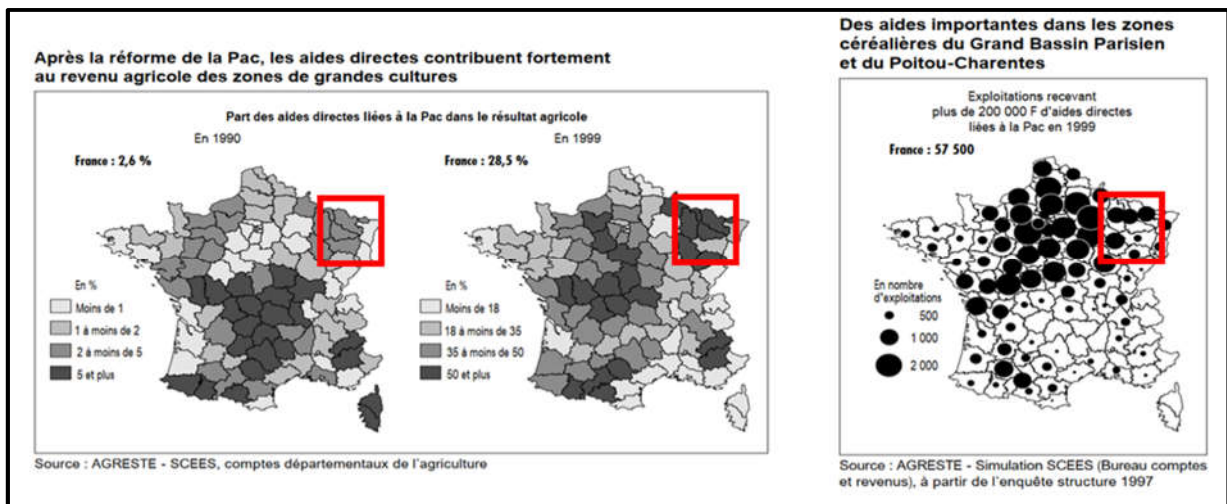 Après la réforme de la Pac, les aides directes contribuent fortement
au revenu agricole des zones de grandes cultures
Part des aides directes liées à la Pac dans le résultat agricole
En 1990
France : 2,6 %
En %
Moins de 1
1 à moins de 2
2 à moins de 5
5 et plus
En 1999
France : 28,5 %
En %
Moins de 18
18 à moins de 35
35 à moins de 50
50 et plus
Source : AGRESTE - SCEES, comptes départementaux de l'agriculture
Des aides importantes dans les zones
céréalières du Grand Bassin Parisien
et du Poitou-Charentes
Exploitations recevant
plus de 200 000 F d'aides directes
liées à la Pac en 1999
France : 57 500
En nombre
d'exploitations
500
1 000
2 000
Source : AGRESTE - Simulation SCEES (Bureau comptes
et revenus), à partir de l'enquête structure 1997